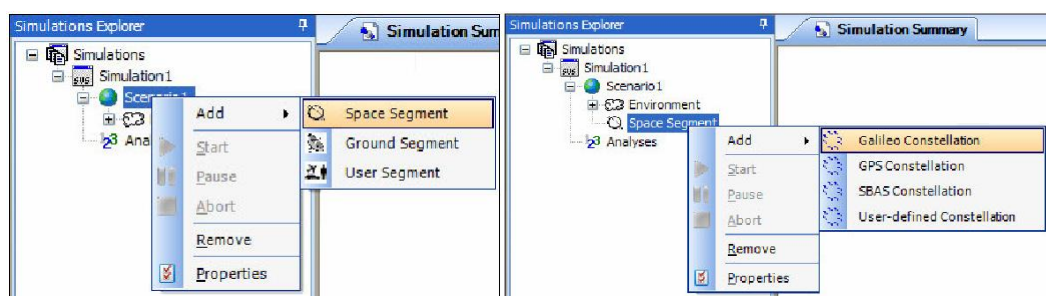 Simulations Explorer
Simulation Sum
Simulations
Simulation1
Scenario1
Add
Space Segment
Ana
Start
Ground Segment
Pause
User Segment
Abort
Remove
Properties
Simulations Explorer
Simulation Summary
Simulations
Simulation1
Scenario1
Environment
Space Segment
Analyses
Add
Galileo Constellation
Start
GPS Constellation
Pause
SBAS Constellation
Abort
User-defined Constellation
Remove
Properties